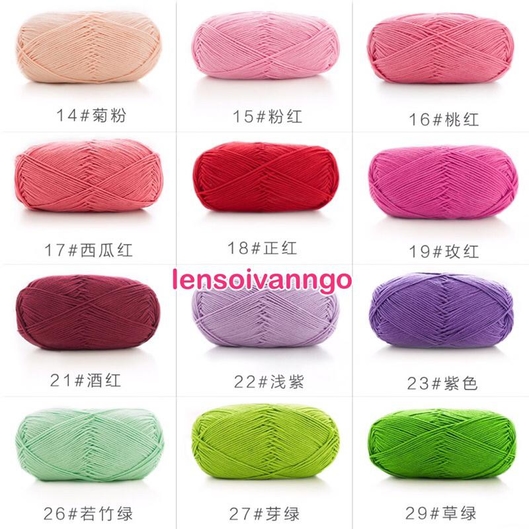 14#菊粉
15#粉红
16#桃红
17#西瓜红
18#正红
19#玫红
lensoivanngo
21#酒红
22#浅紫
23#紫色
26#若竹绿
27#芽绿
29#草绿